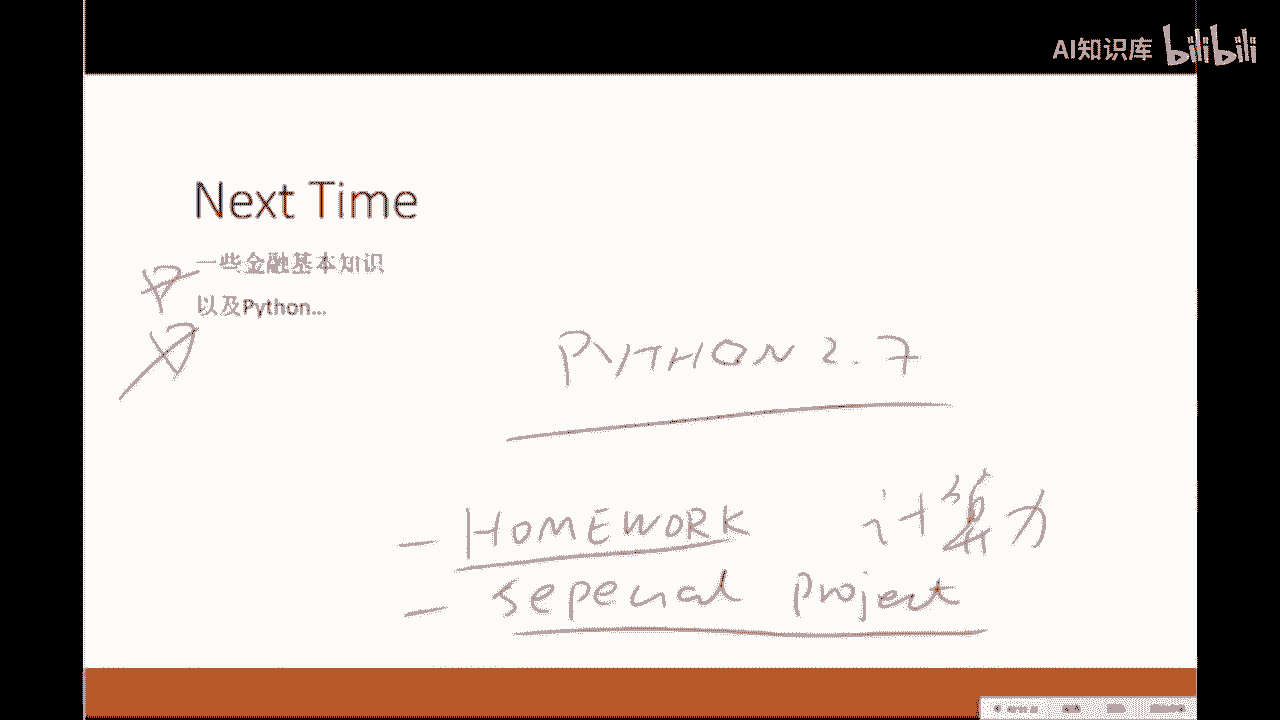 AI知识库 bilibili
Next Time
一些金融基本知识
以及Python...
PYTHON 2.7
- HOMEWORK 计算力
- sepecial project